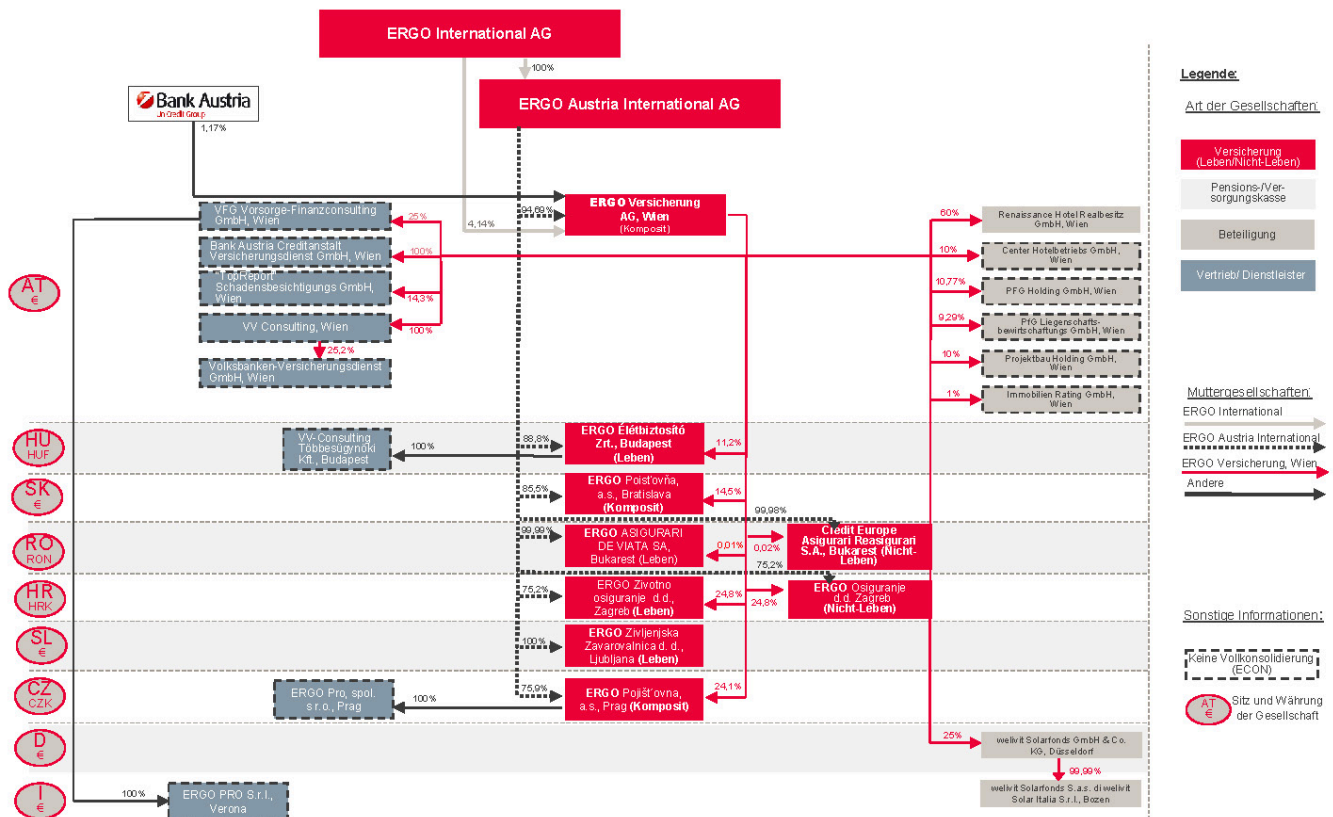 ERGO International AG
100%
ERGO Austria International AG
Bank Austria
UniCredit Group
1,17%
4,14%
94,69%
ERGO Versicherung
AG, Wien
(Komposit)
VFG Vorsorge-Finanzconsulting
GmbH, Wien
25%
Bank Austria Creditanstalt
Versicherungsdienst GmbH, Wien
100%
"TopReport"
Schadensbesichtigungs GmbH,
Wien
14,3%
VV Consulting, Wien
100%
25,2%
Volksbanken-Versicherungsdienst
GmbH, Wien
60%
Renaissance Hotel Realbesitz
GmbH, Wien
10%
Center Hotelbetriebs GmbH,
Wien
10,77%
PFG Holding GmbH, Wien
9,29%
PfG Liegenschafts-
bewirtschaftungs GmbH, Wien
10%
Projektbau Holding GmbH,
Wien
1%
Immobilien Rating GmbH,
Wien
AT
€
HU
HUF
VV-Consulting
Többesügynöki
Kft., Budapest
100%
88,8%
ERGO Életbiztosító
Zrt., Budapest
(Leben)
11,2%
SK
€
85,5%
ERGO Poisťovňa,
a.s., Bratislava
(Komposit)
14,5%
99,98%
RO
RON
99,99%
ERGO ASIGURARI
DE VIATA SA,
Bukarest (Leben)
0,01%
0,02%
Credit Europe
Asigurari Reasigurari
S.A., Bukarest (Nicht-
Leben)
75,2%
HR
HRK
75,2%
ERGO Zivotno
osiguranje d.d.,
Zagreb (Leben)
24,8%
24,8%
ERGO Osiguranje
d.d. Zagreb
(Nicht-Leben)
SL
€
100%
ERGO Zivljenjska
Zavarovalnica d. d.,
Ljubljana (Leben)
CZ
CZK
ERGO Pro, spol.
s r.o., Prag
100%
75,9%
ERGO Pojišťovna,
a.s., Prag (Komposit)
24,1%
D
€
25%
welivit Solarfonds GmbH & Co.
KG, Düsseldorf
99,99%
I
€
100%
ERGO PRO S.r.l.,
Verona
welivit Solarfonds S.a.s. di welivit
Solar Italia S.r.l., Bozen
Legende:
Art der Gesellschaften:
Versicherung
(Leben/Nicht-Leben)
Pensions-/Ver-
sorgungskasse
Beteiligung
Vertrieb/ Dienstleister
Muttergesellschaften:
ERGO International
ERGO Austria International
ERGO Versicherung, Wien
Andere
Sonstige Informationen:
Keine Vollkonsolidierung
(ECON)
AT
€
Sitz und Währung
der Gesellschaft